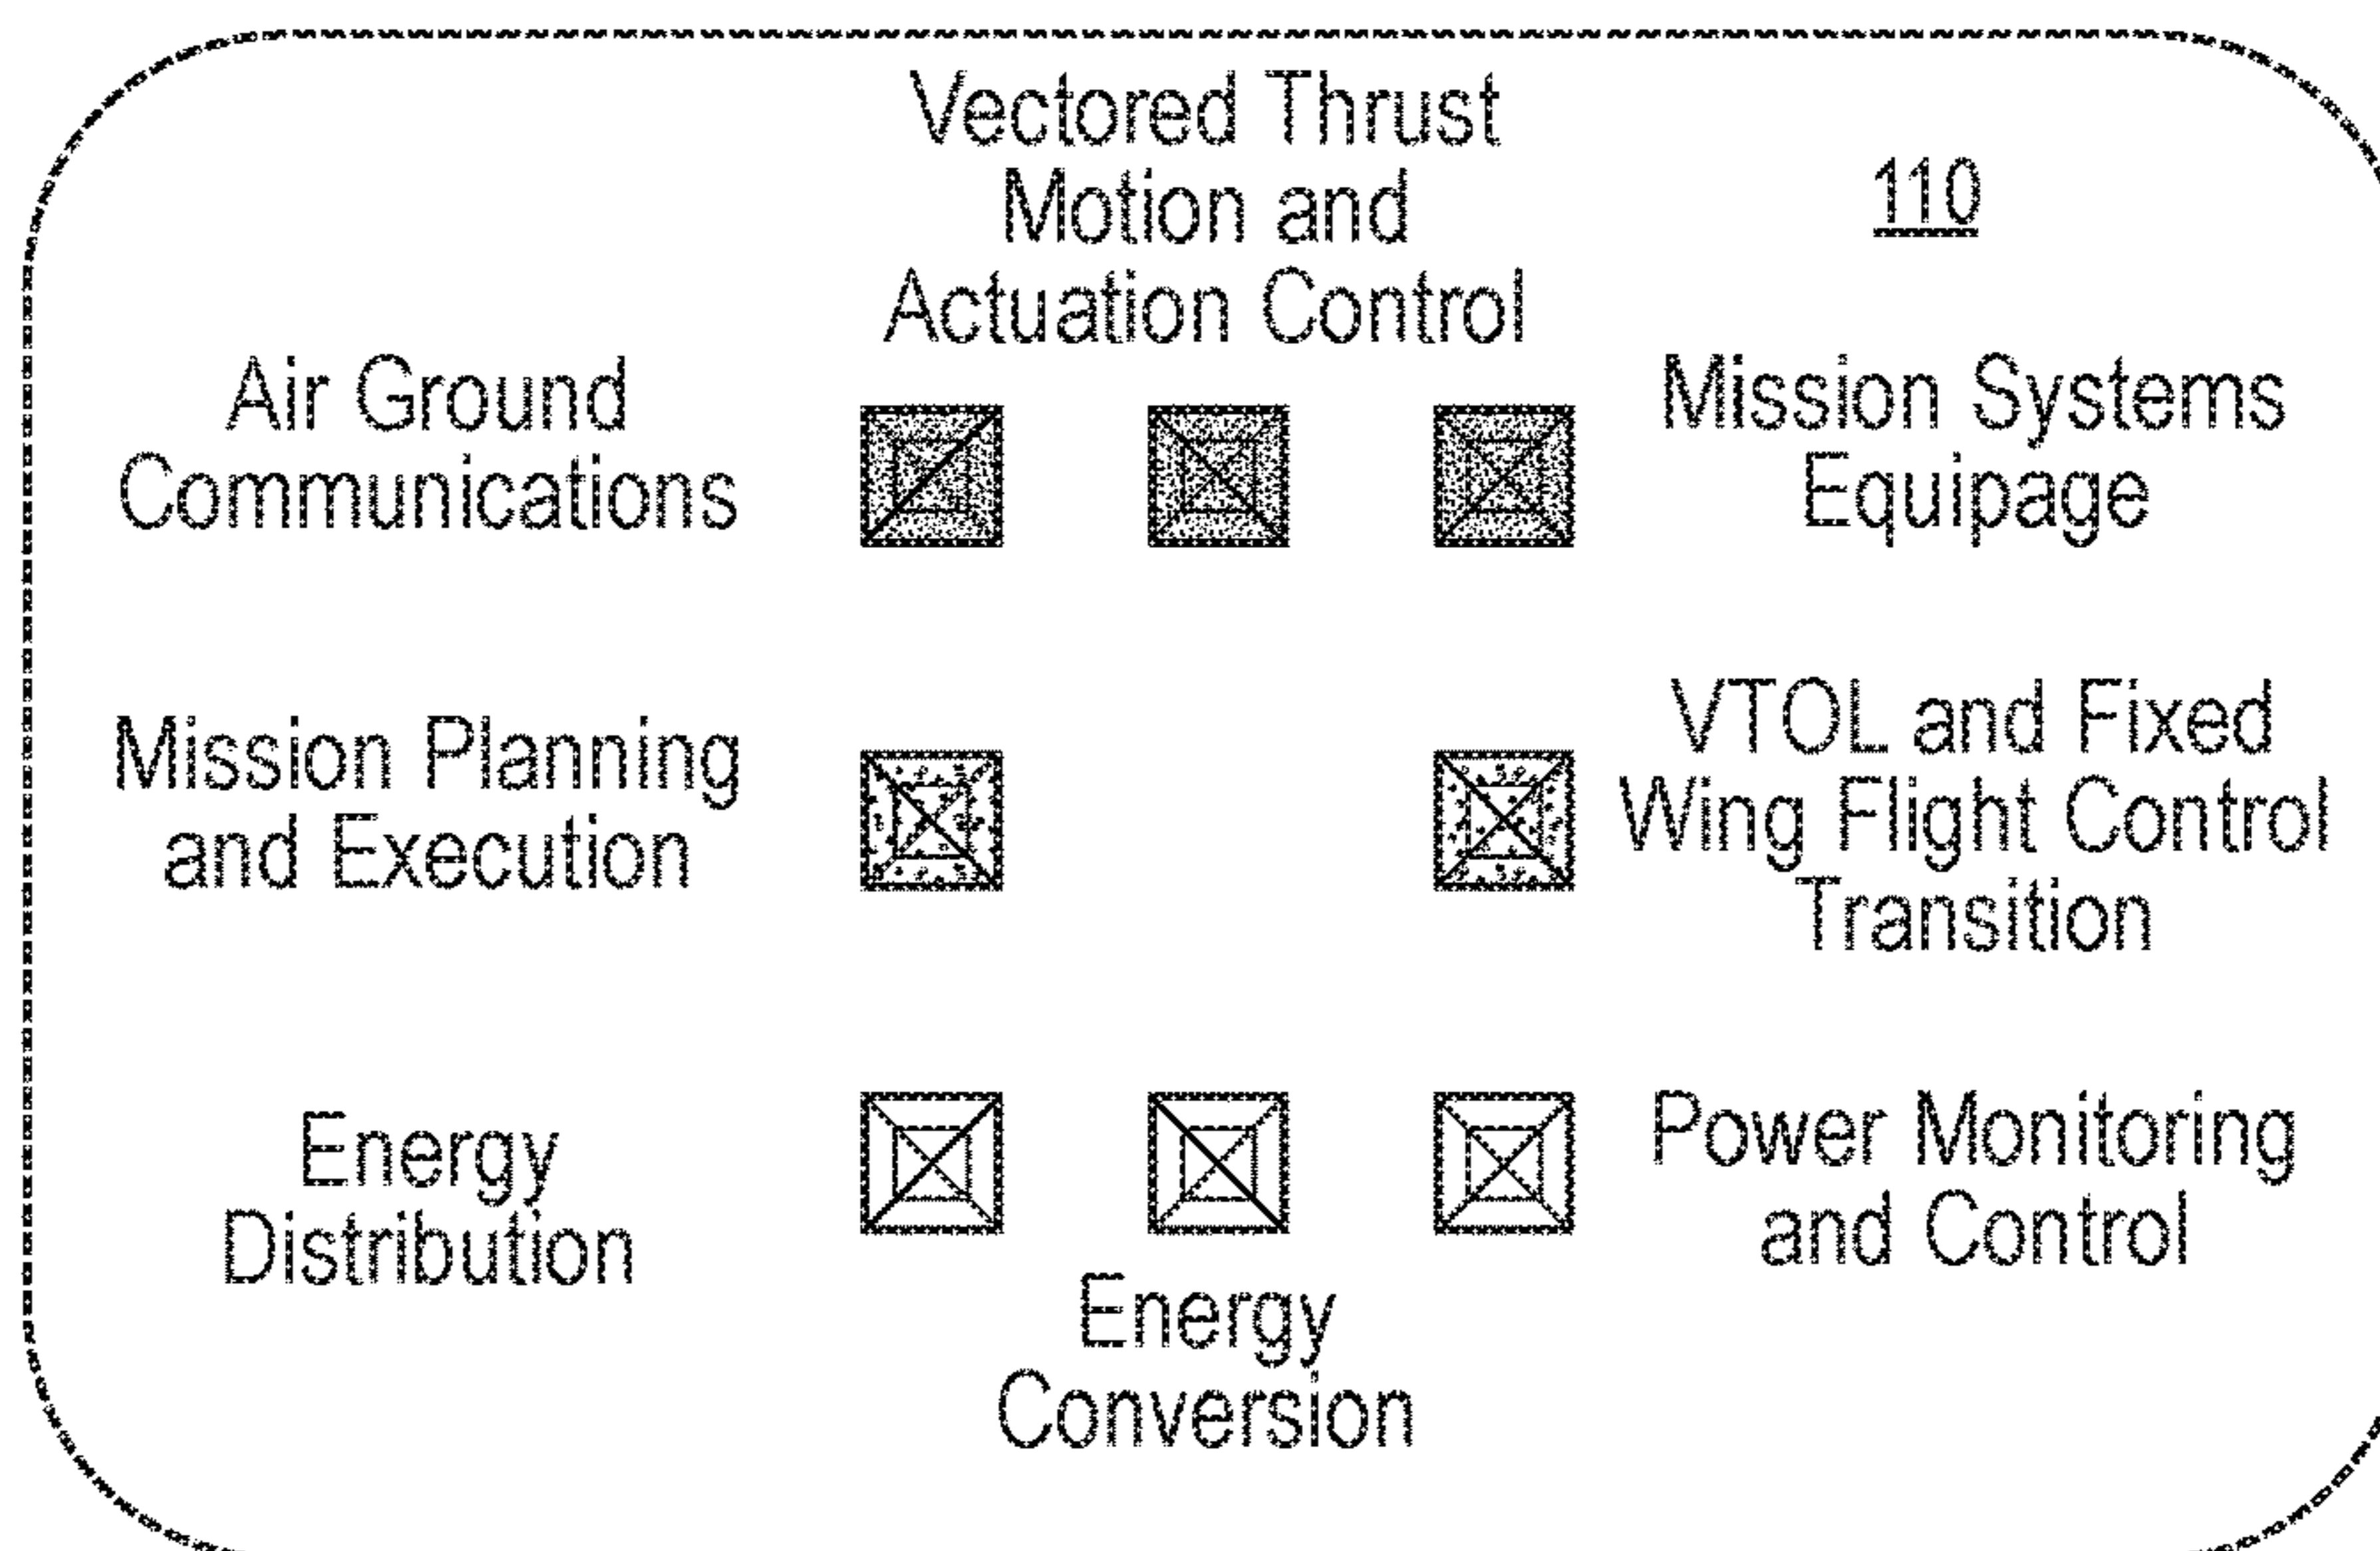 Vectored Thrust
Motion and
Actuation Control
110
Air Ground
Communications
Mission Systems
Equipage
Mission Planning
and Execution
VTOL and Fixed
Wing Flight Control
Transition
Energy
Distribution
Power Monitoring
and Control
Energy
Conversion